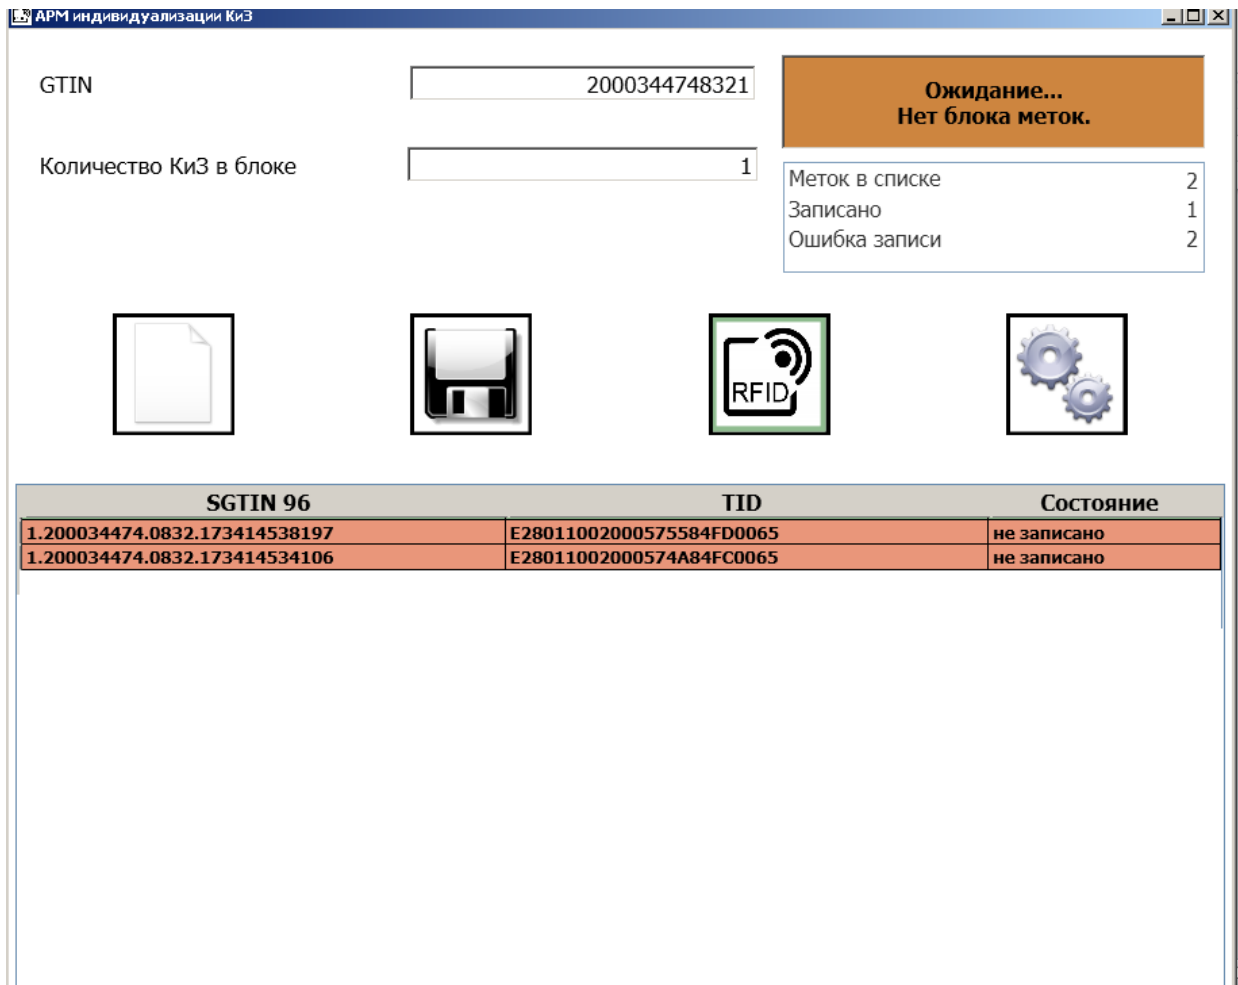 АРМ индивидуализации КиЗ
GTIN
2000344748321
Ожидание...
Нет блока меток.
Количество КиЗ в блоке
1
Меток в списке 2
Записано 1
Ошибка записи 2
RFID
SGTIN 96 TID Состояние
1.200034474.0832.173414538197 E28011002000575584FD0065 не записано
1.200034474.0832.173414534106 E28011002000574A84FC0065 не записано